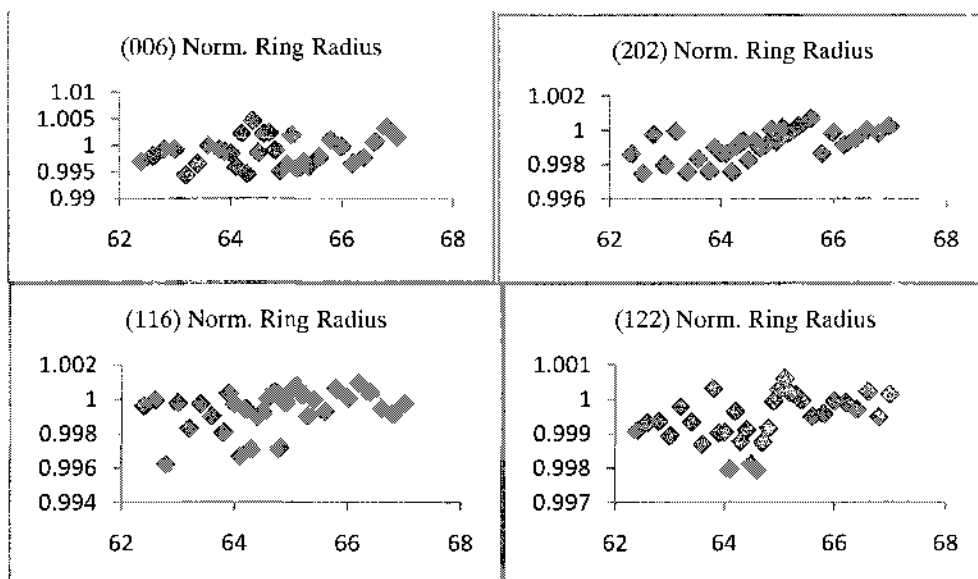 (006) Norm. Ring Radius
1.01
1.005
1
0.995
0.99
62 64 66 68
(202) Norm. Ring Radius
1.002
1
0.998
0.996
62 64 66 68
(116) Norm. Ring Radius
1.002
1
0.998
0.996
0.994
62 64 66 68
(122) Norm. Ring Radius
1.001
1
0.999
0.998
0.997
62 64 66 68